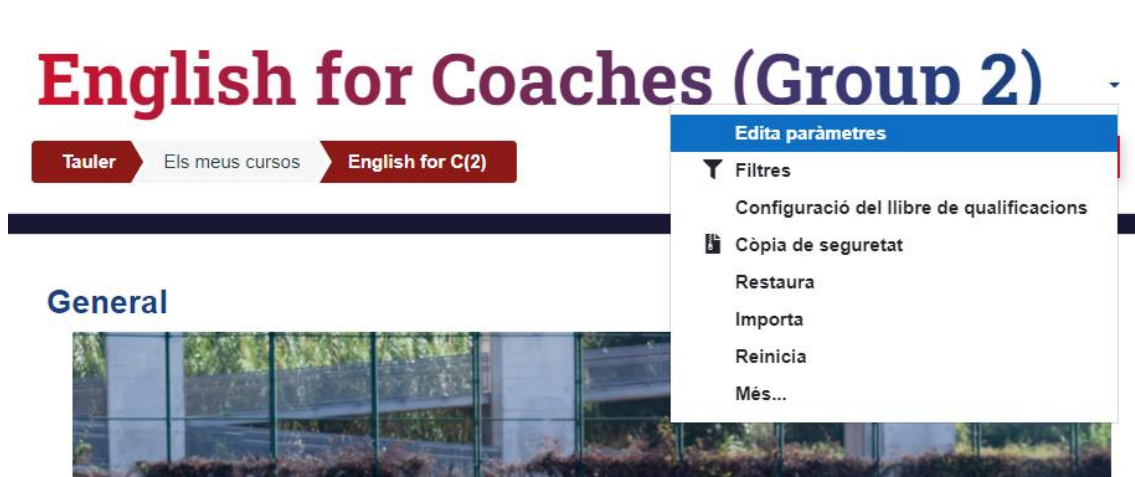 English for Coaches (Group 2)
Tauler Els meus cursos English for C(2)
Edita paràmetres
Filtres
Configuració del llibre de qualificacions
Còpia de seguretat
Restaura
Importa
Reinicia
Més...
General